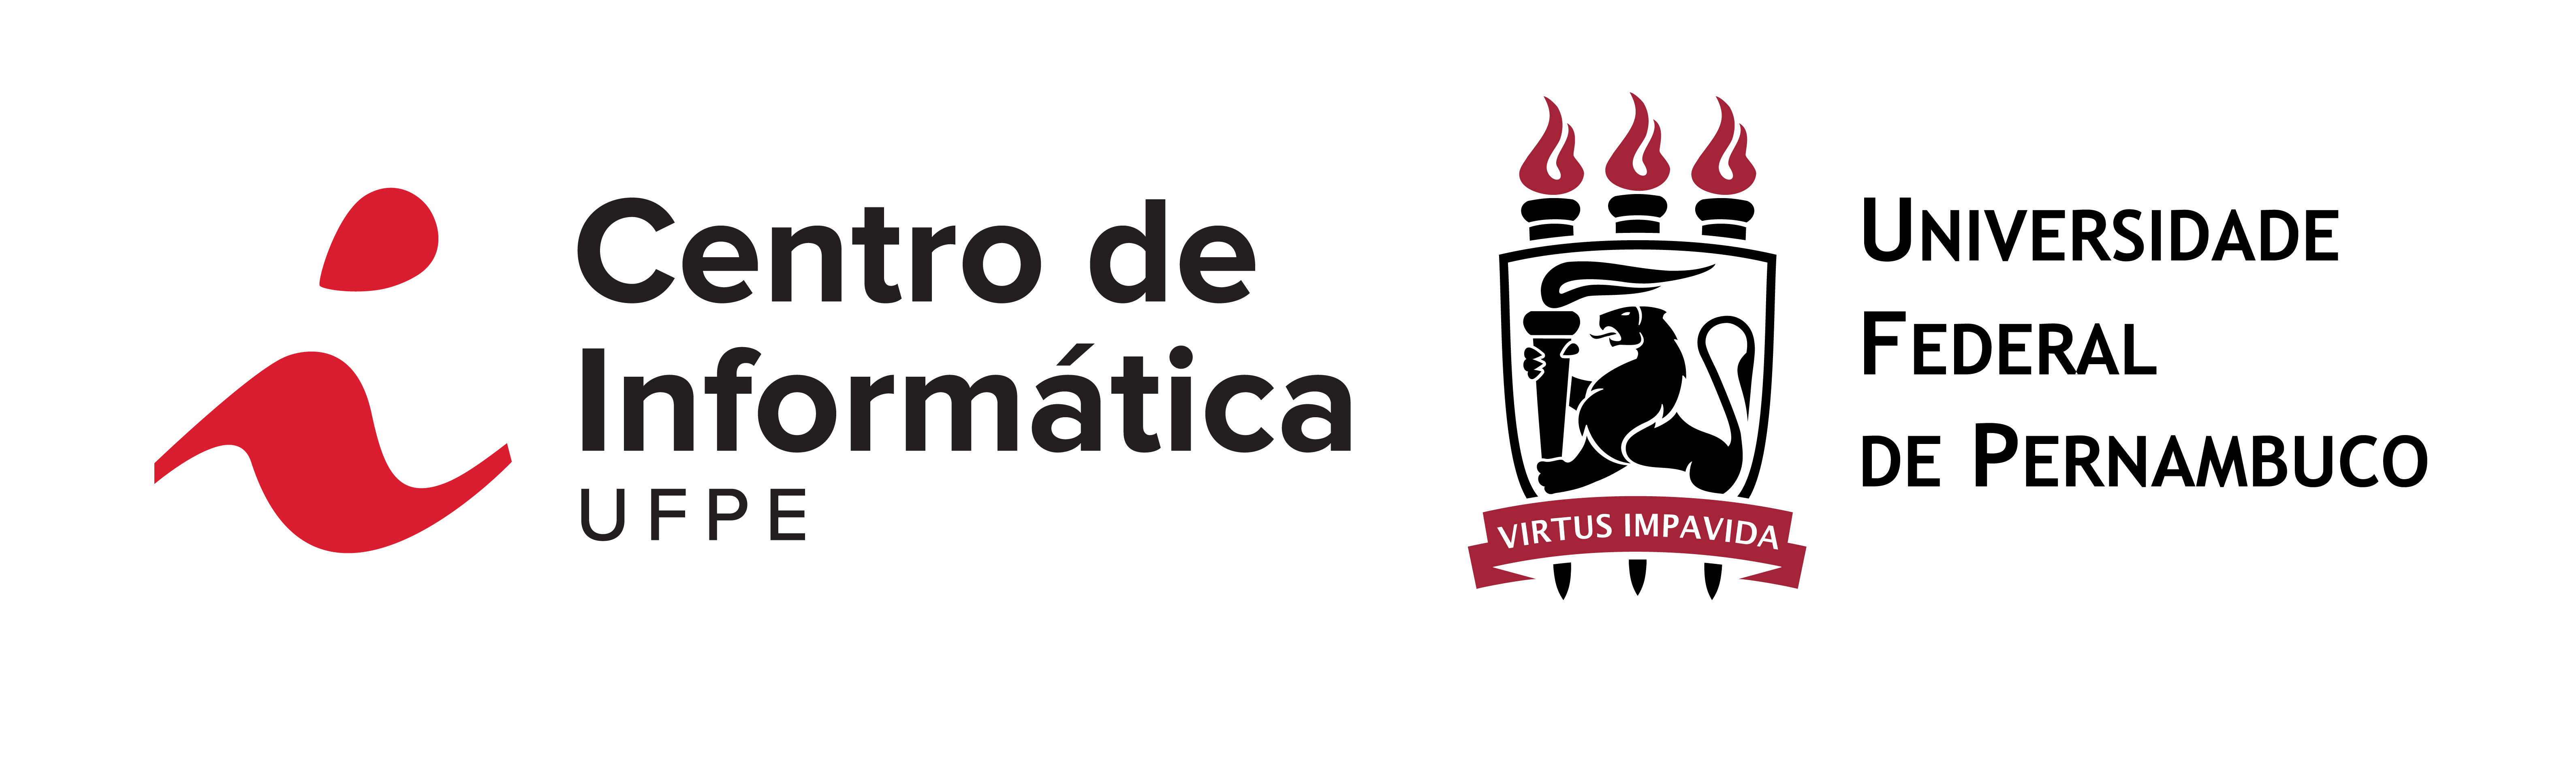 Centro de
Informática
UFPE
VIRTUS IMPAVIDA
UNIVERSIDADE
FEDERAL
DE PERNAMBUCO